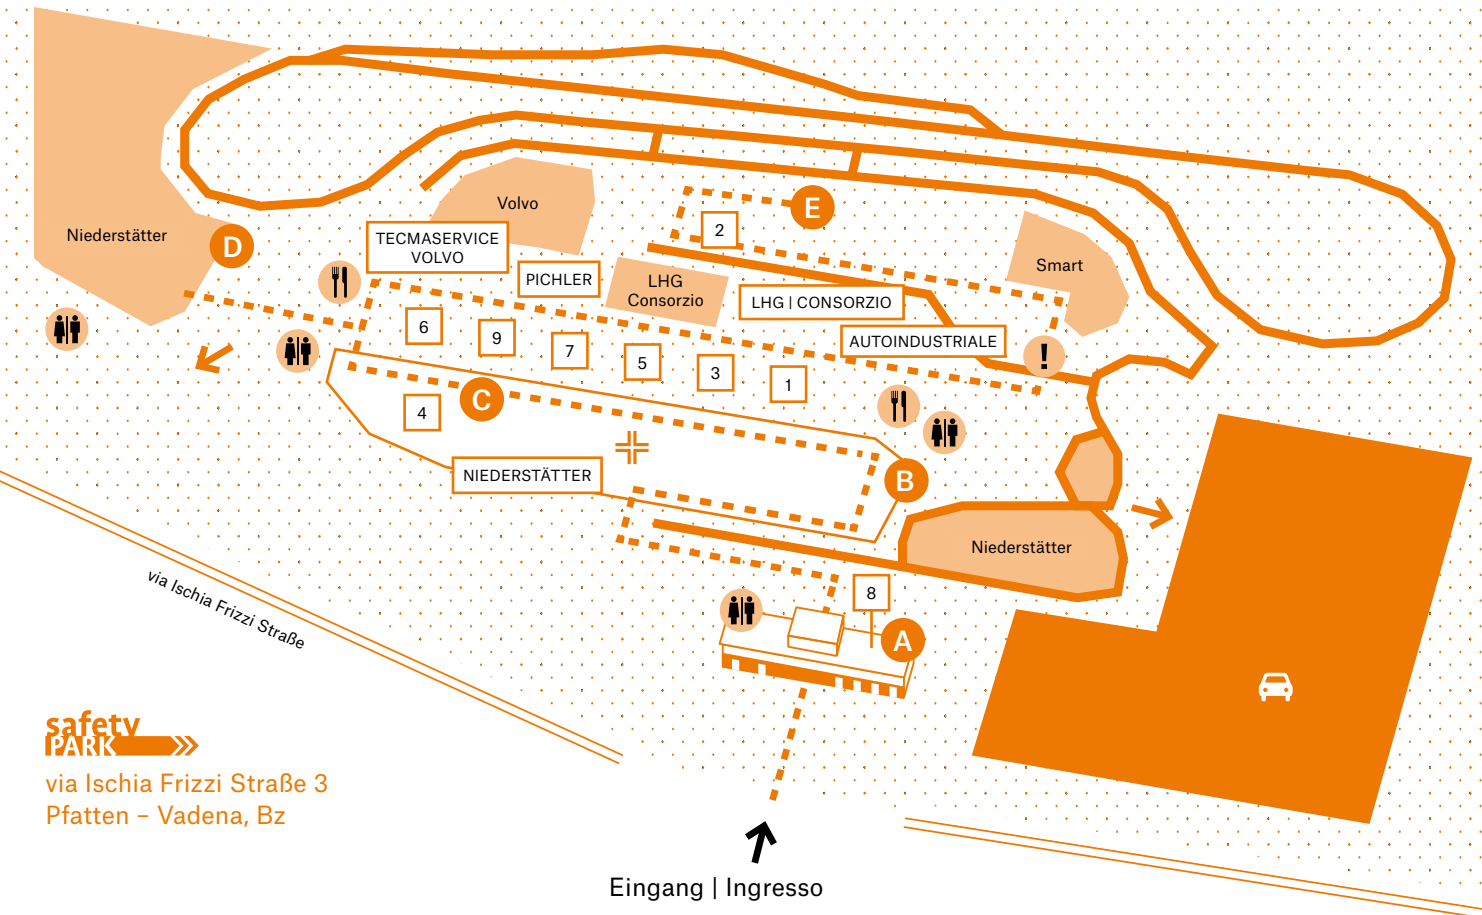 Volvo
E
2
Niederstätter
D
TECMASERVICE
VOLVO
Smart
PICHLER
LHG
Consorzio
LHG | CONSORZIO
6
9
7
5
3
1
AUTOINDUSTRIALE
!
4
C
B
NIEDERSTÄTTER
Niederstätter
via Ischia Frizzi Straße
8
A
safety
PARK
via Ischia Frizzi Straße 3
Pfatten – Vadena, Bz
Eingang | Ingresso